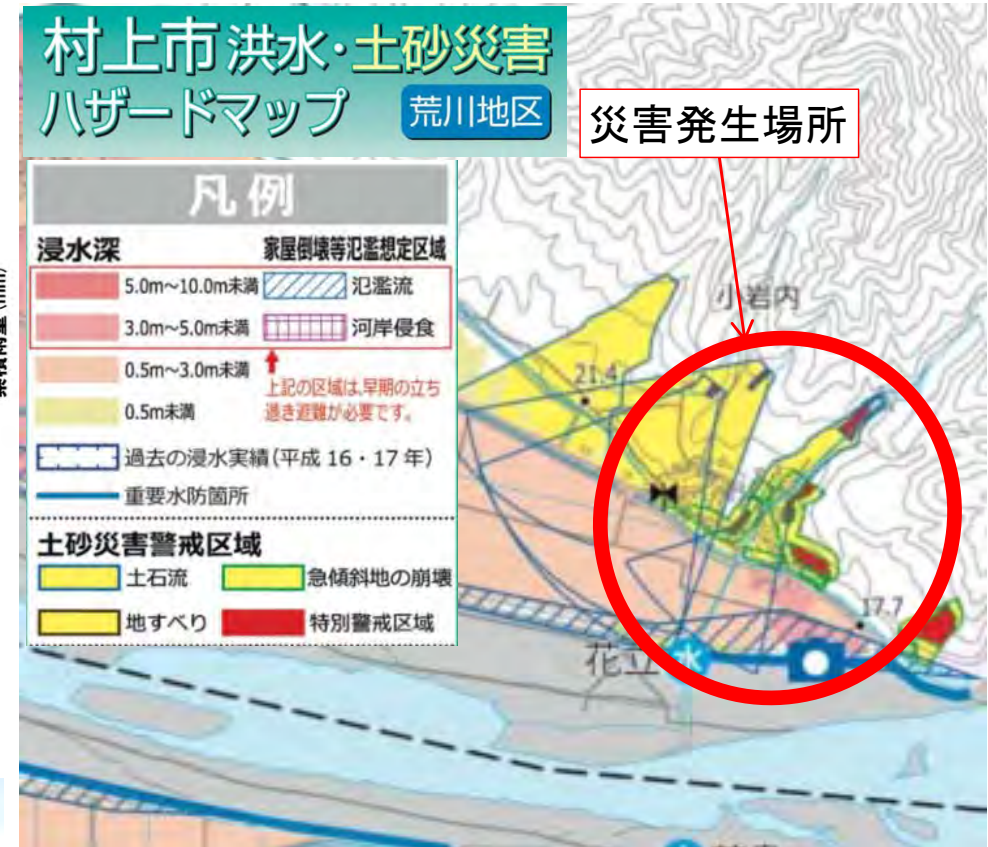 村上市 洪水・土砂災害
ハザードマップ 荒川地区
災害発生場所
凡例
浸水深
家屋倒壊等氾濫想定区域
5.0m～10.0m未満
氾濫流
3.0m～5.0m未満
河岸侵食
0.5m～3.0m未満
上記の区域は、早期の立ち
退き避難が必要です。
0.5m未満
過去の浸水実績(平成 16・17 年)
重要水防箇所
土砂災害警戒区域
土石流
急傾斜地の崩壊
地すべり
特別警戒区域
小岩内
21.4
17.7
花立
水
(mm)